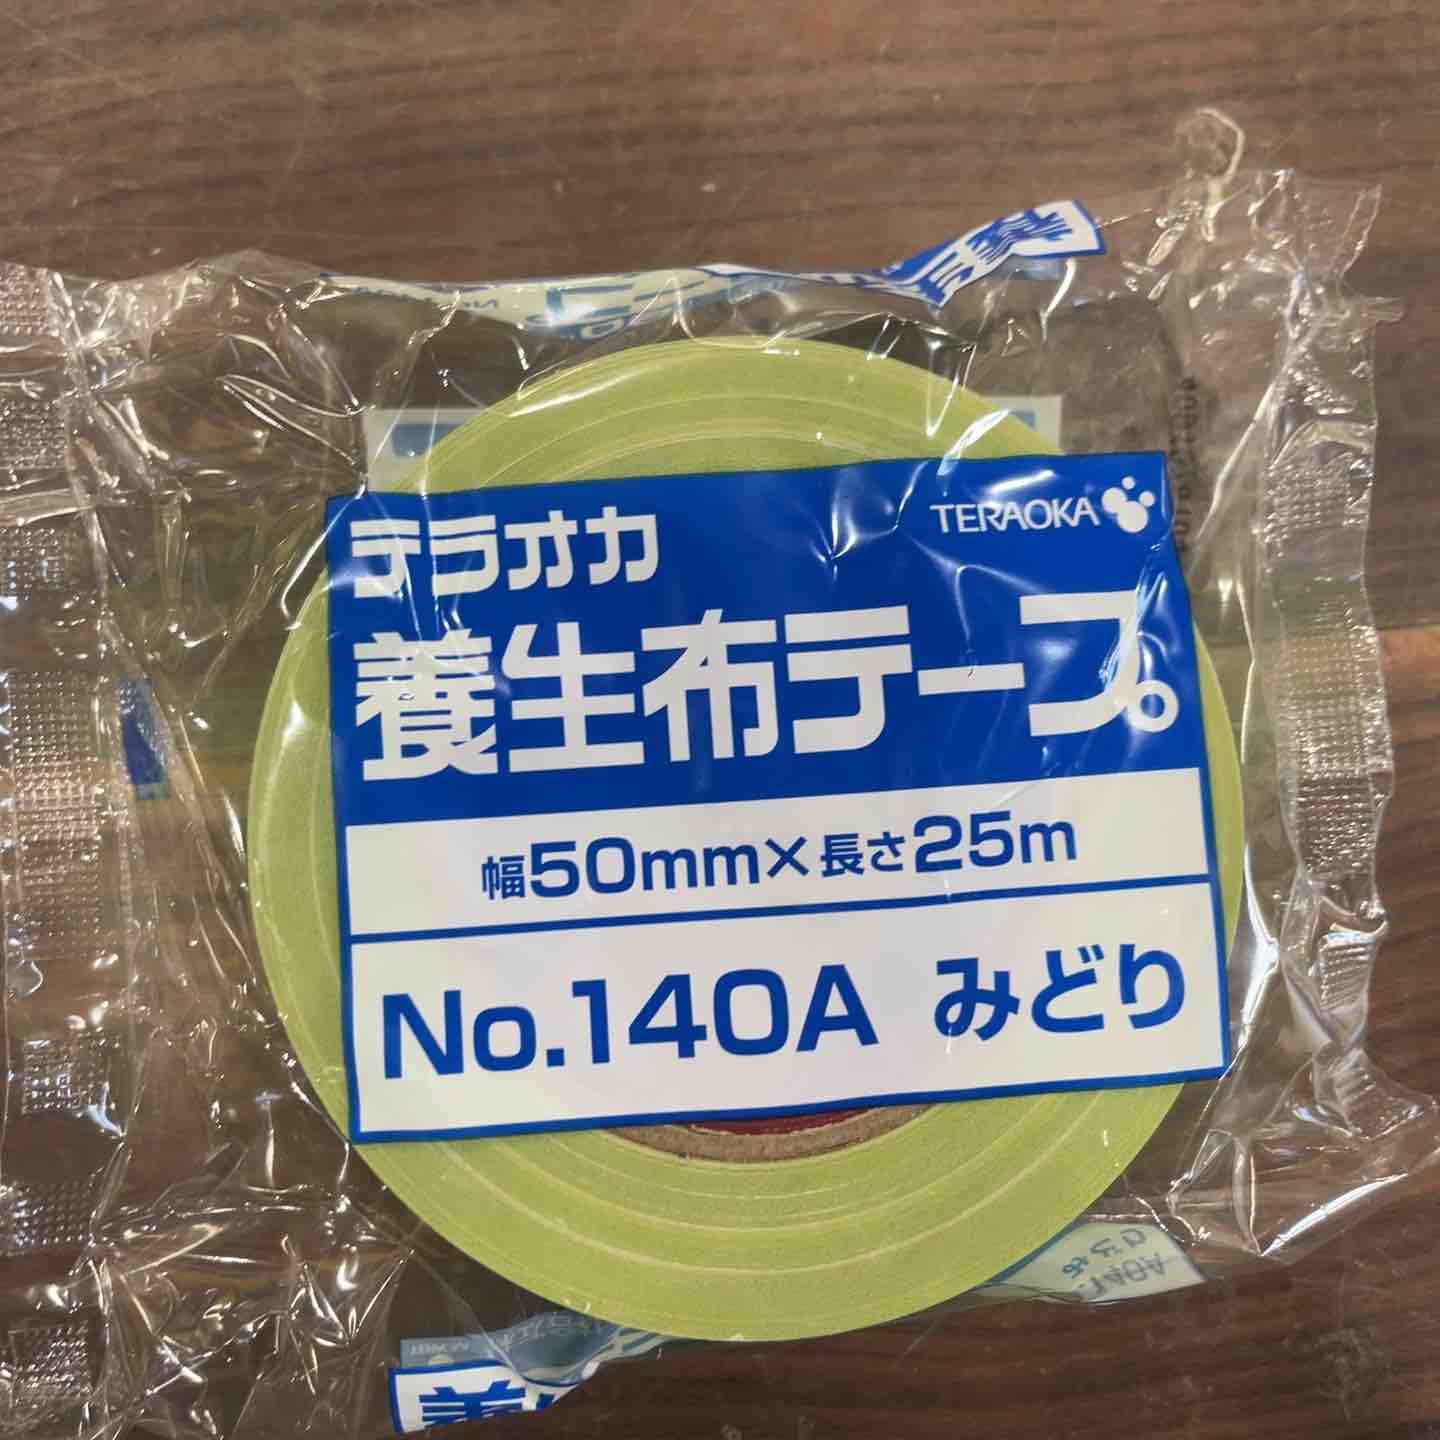 テラオカ
TERAOKA
養生布テープ
幅50mm×長さ25m
No.140A みどり